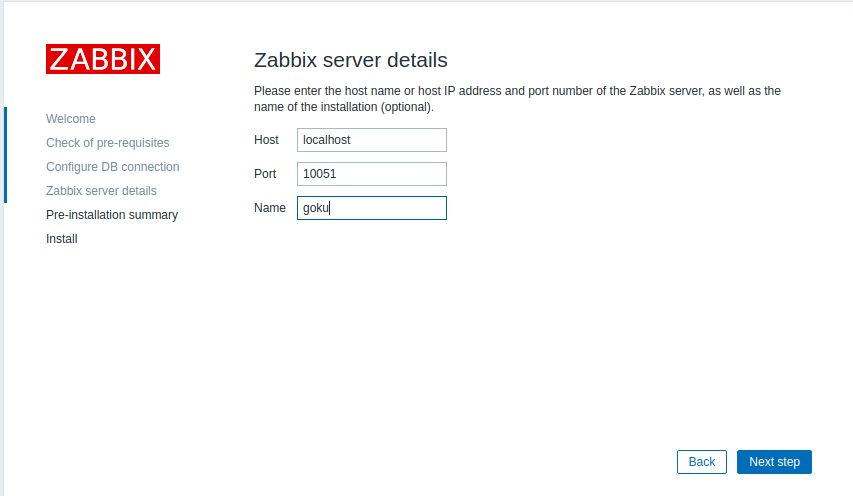 ZABBIX
Welcome
Check of pre-requisites
Configure DB connection
Zabbix server details
Pre-installation summary
Install
Zabbix server details
Please enter the host name or host IP address and port number of the Zabbix server, as well as the
name of the installation (optional).
Host localhost
Port 10051
Name goku
Back Next step